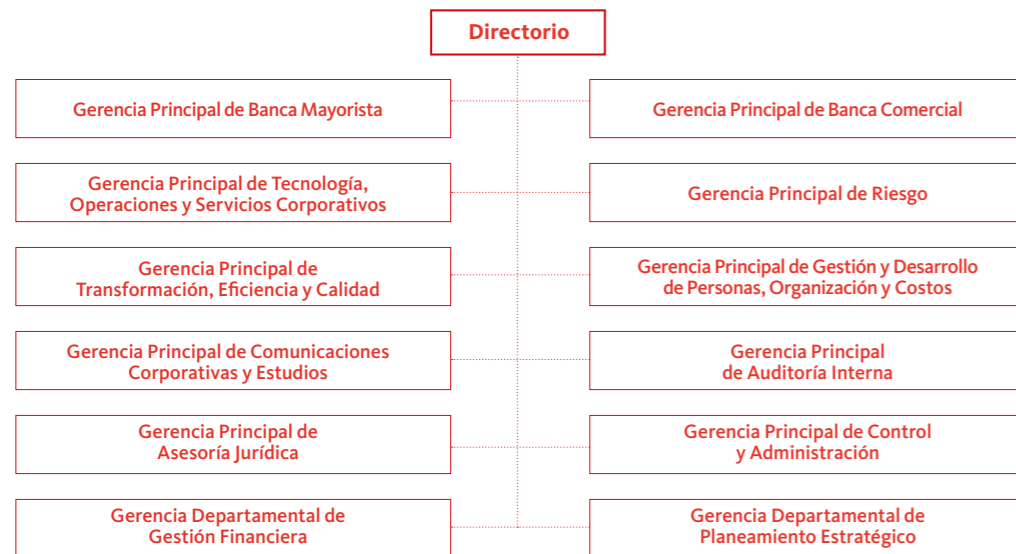 Directorio
Gerencia Principal de Banca Mayorista
Gerencia Principal de Banca Comercial
Gerencia Principal de Tecnología,
Operaciones y Servicios Corporativos
Gerencia Principal de Riesgo
Gerencia Principal de
Transformación, Eficiencia y Calidad
Gerencia Principal de Gestión y Desarrollo
de Personas, Organización y Costos
Gerencia Principal de Comunicaciones
Corporativas y Estudios
Gerencia Principal
de Auditoría Interna
Gerencia Principal de
Asesoría Jurídica
Gerencia Principal de Control
y Administración
Gerencia Departamental de
Gestión Financiera
Gerencia Departamental de
Planeamiento Estratégico